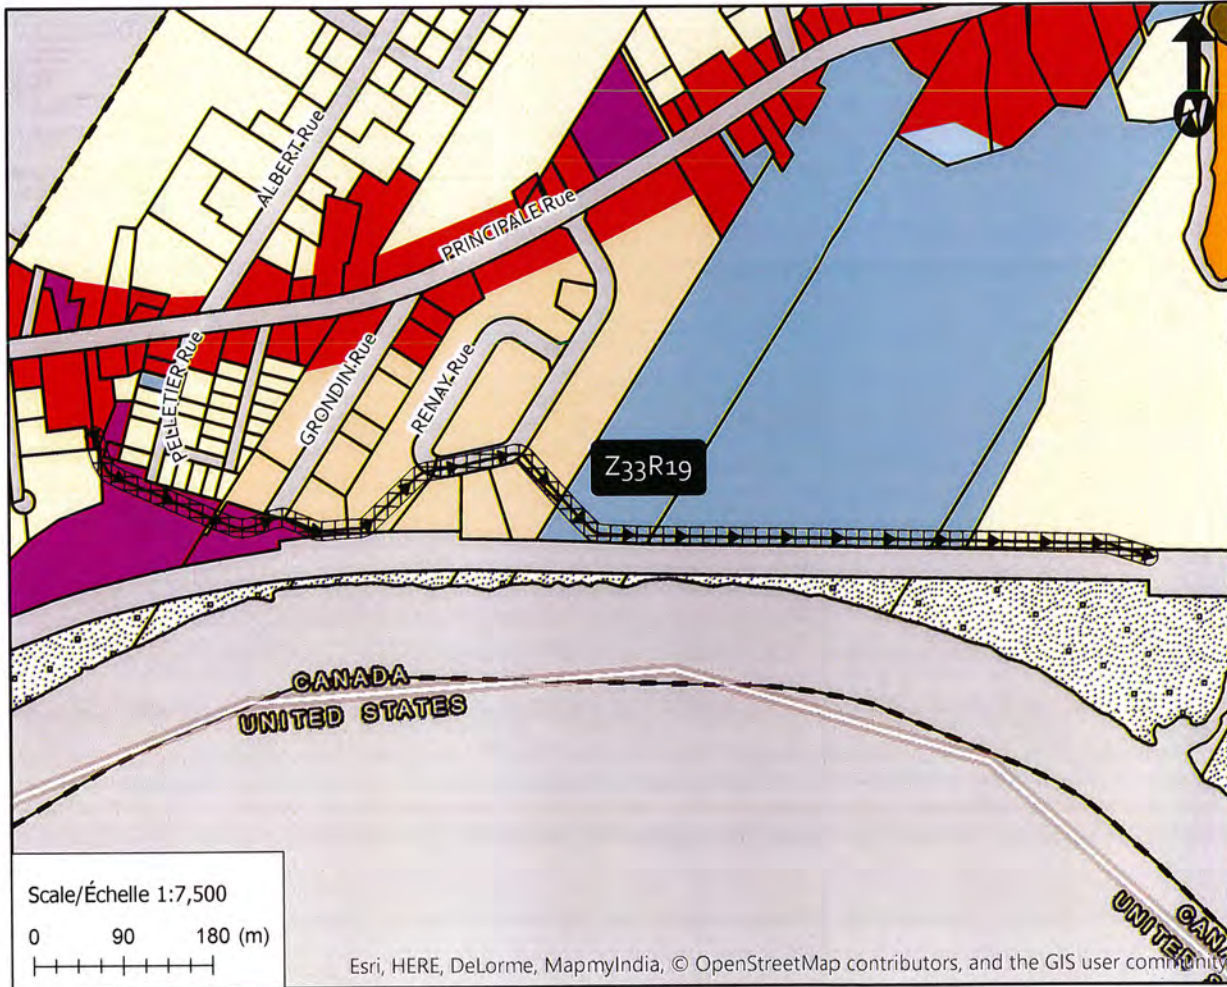 N
ALBERT Rue
PRINCIPALE Rue
PELLETIER Rue
GRONDIN Rue
RENAY Rue
Z33R19
CANADA
UNITED STATES
Scale/Échelle 1:7,500
0 90 180 (m)
Esri, HERE, DeLorme, MapmyIndia, © OpenStreetMap contributors, and the GIS user community